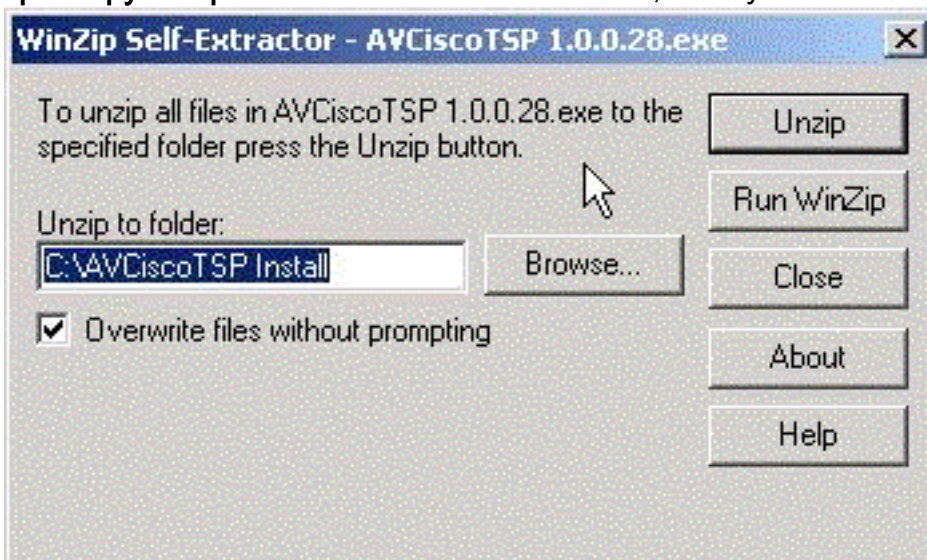 WinZip Self-Extractor - AVCiscoTSP 1.0.0.28.exe
To unzip all files in AVCiscoTSP 1.0.0.28.exe to the
specified folder press the Unzip button.
Unzip to folder:
C:\AVCiscoTSP Install
Browse...
Overwrite files without prompting
Unzip
Run WinZip
Close
About
Help